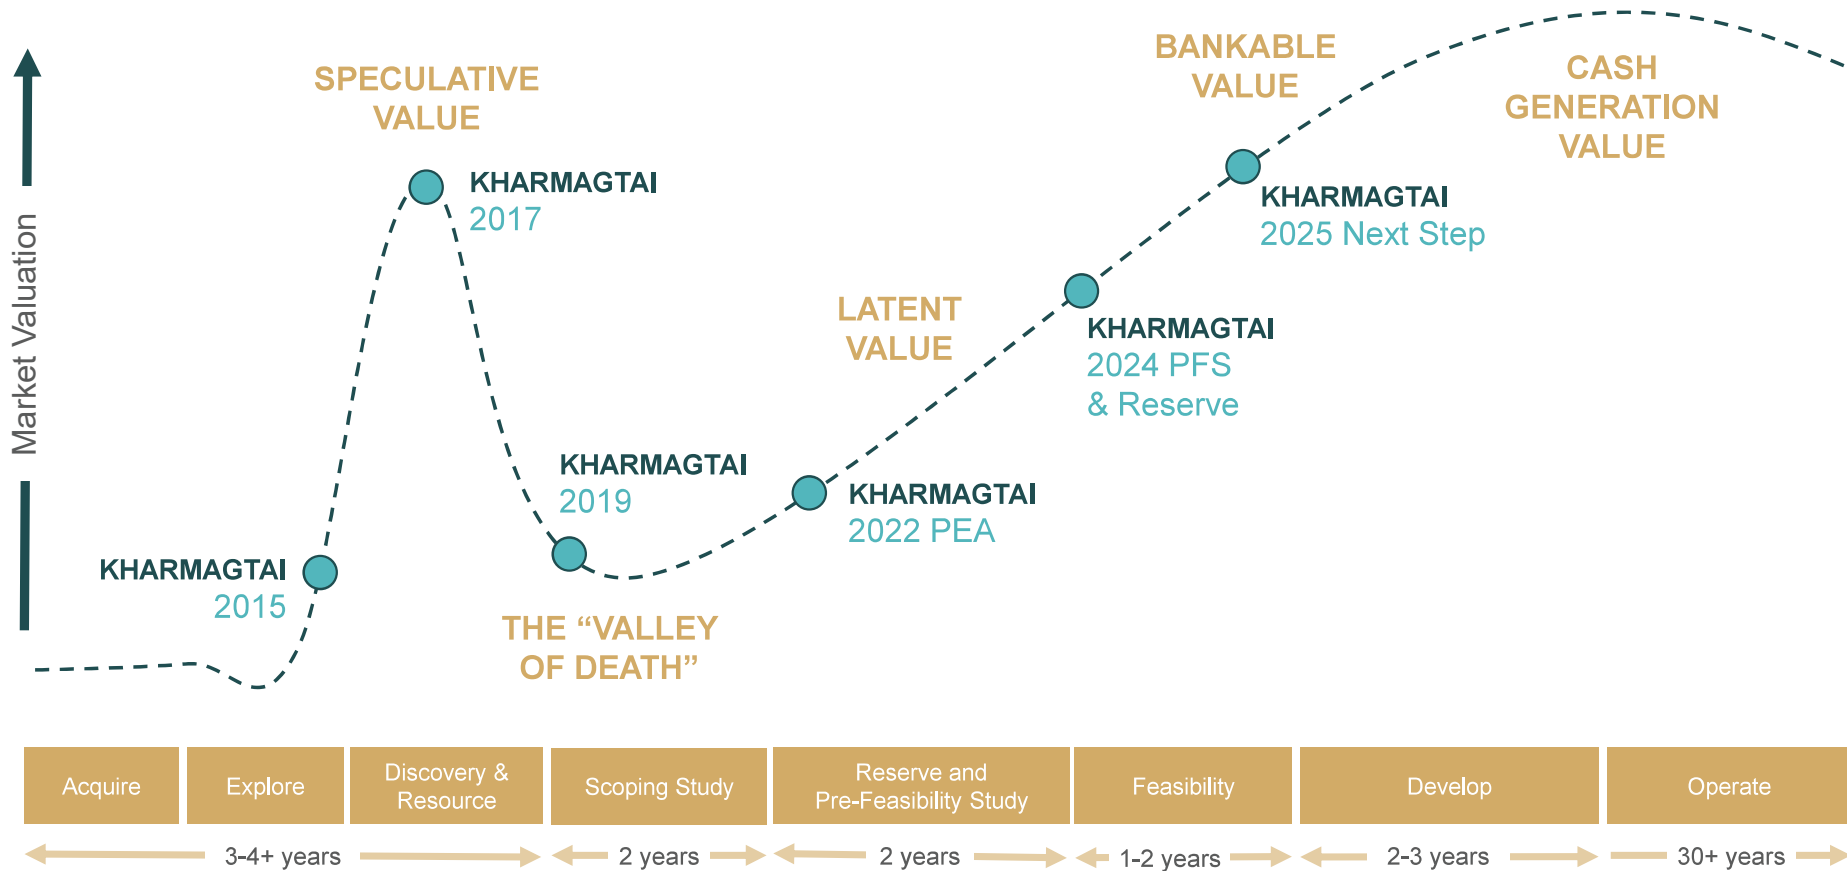 Market Valuation
SPECULATIVE
VALUE
BANKABLE
VALUE
CASH
GENERATION
VALUE
KHARMAGTAI
2017
KHARMAGTAI
2025 Next Step
LATENT
VALUE
KHARMAGTAI
2024 PFS
& Reserve
KHARMAGTAI
2019
KHARMAGTAI
2022 PEA
KHARMAGTAI
2015
THE “VALLEY
OF DEATH”
Acquire
Explore
Discovery &
Resource
Scoping Study
Reserve and
Pre-Feasibility Study
Feasibility
Develop
Operate
3-4+ years
2 years
2 years
1-2 years
2-3 years
30+ years